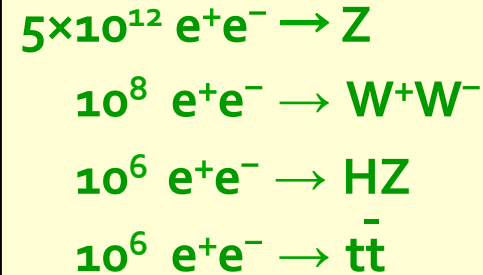 5×10¹² e⁺e⁻ → Z
10⁸ e⁺e⁻ → W⁺W⁻
10⁶ e⁺e⁻ → HZ
10⁶ e⁺e⁻ → tt̄